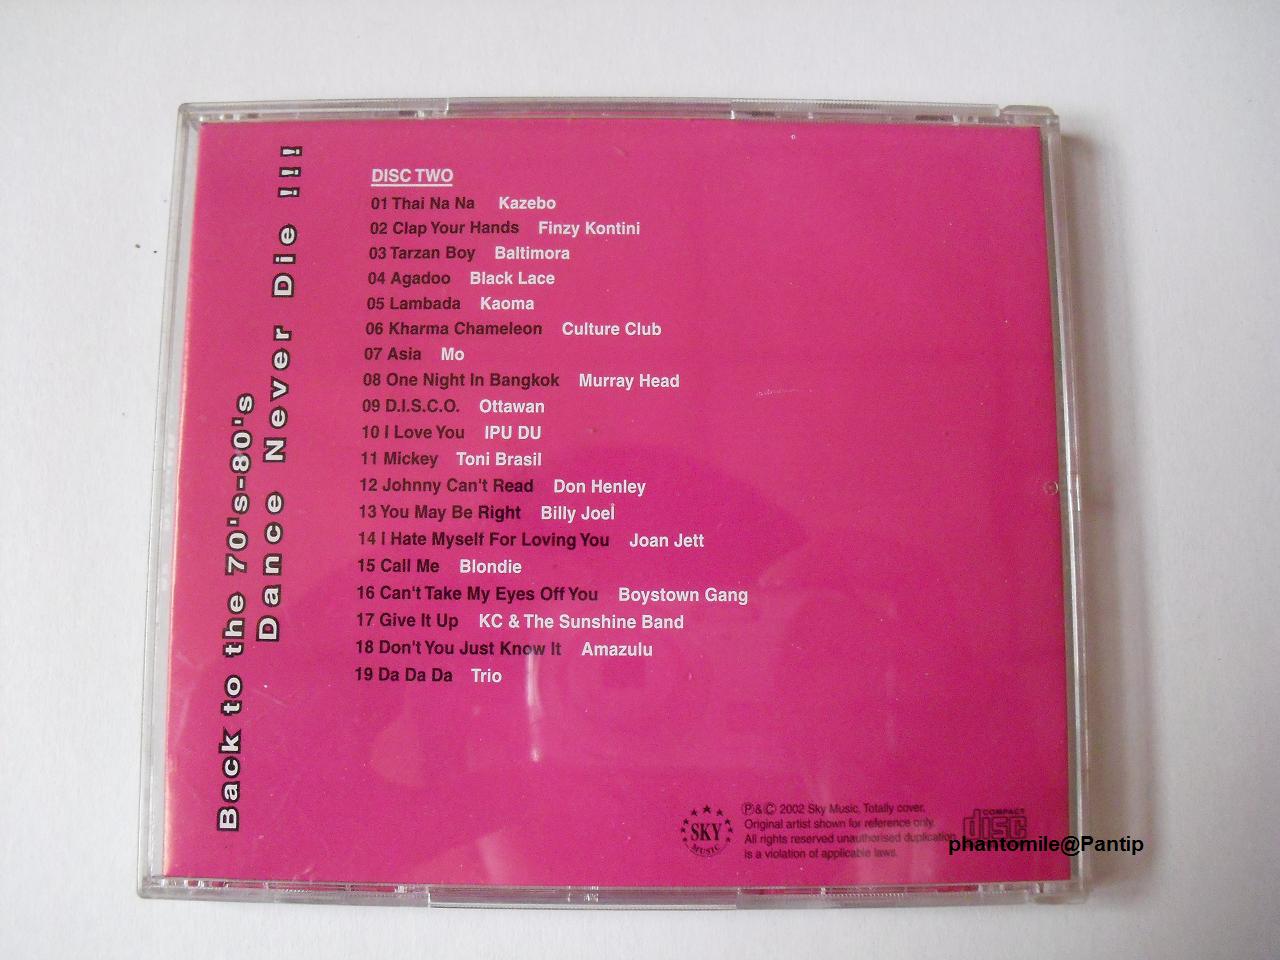 Back to the 70's-80's
Dance Never Die !!!
DISC TWO
01 Thai Na Na Kazebo
02 Clap Your Hands Finzy Kontini
03 Tarzan Boy Baltimora
04 Agadoo Black Lace
05 Lambada Kaoma
06 Kharma Chameleon Culture Club
07 Asia Mo
08 One Night In Bangkok Murray Head
09 D.I.S.C.O. Ottawan
10 I Love You IPU DU
11 Mickey Toni Brasil
12 Johnny Can't Read Don Henley
13 You May Be Right Billy Joel
14 I Hate Myself For Loving You Joan Jett
15 Call Me Blondie
16 Can't Take My Eyes Off You Boystown Gang
17 Give It Up KC & The Sunshine Band
18 Don't You Just Know It Amazulu
19 Da Da Da Trio
SKY
MUSIC
Ⓟ&© 2002 Sky Music. Totally cover.
Original artist shown for reference only.
All rights reserved unauthorised duplication
is a violation of applicable laws.
COMPACT
disc
phantomile@Pantip